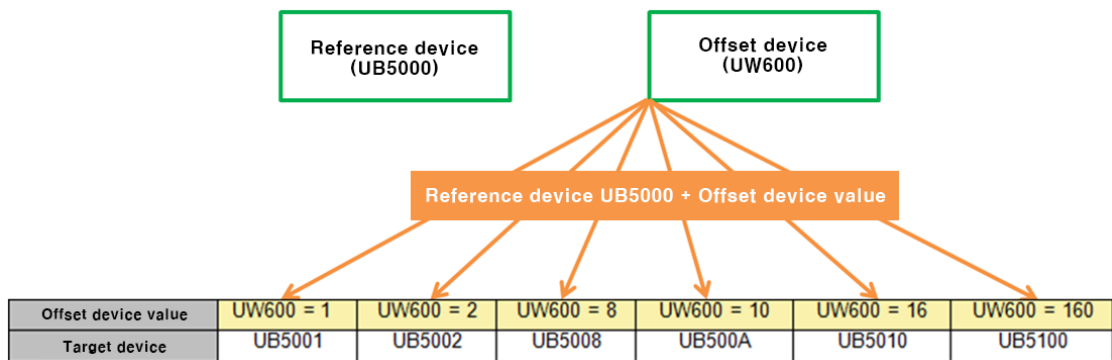 Reference device
(UB5000)
Offset device
(UW600)
Reference device UB5000 + Offset device value
Offset device value UW600 = 1 UW600 = 2 UW600 = 8 UW600 = 10 UW600 = 16 UW600 = 160
Target device UB5001 UB5002 UB5008 UB500A UB5010 UB5100